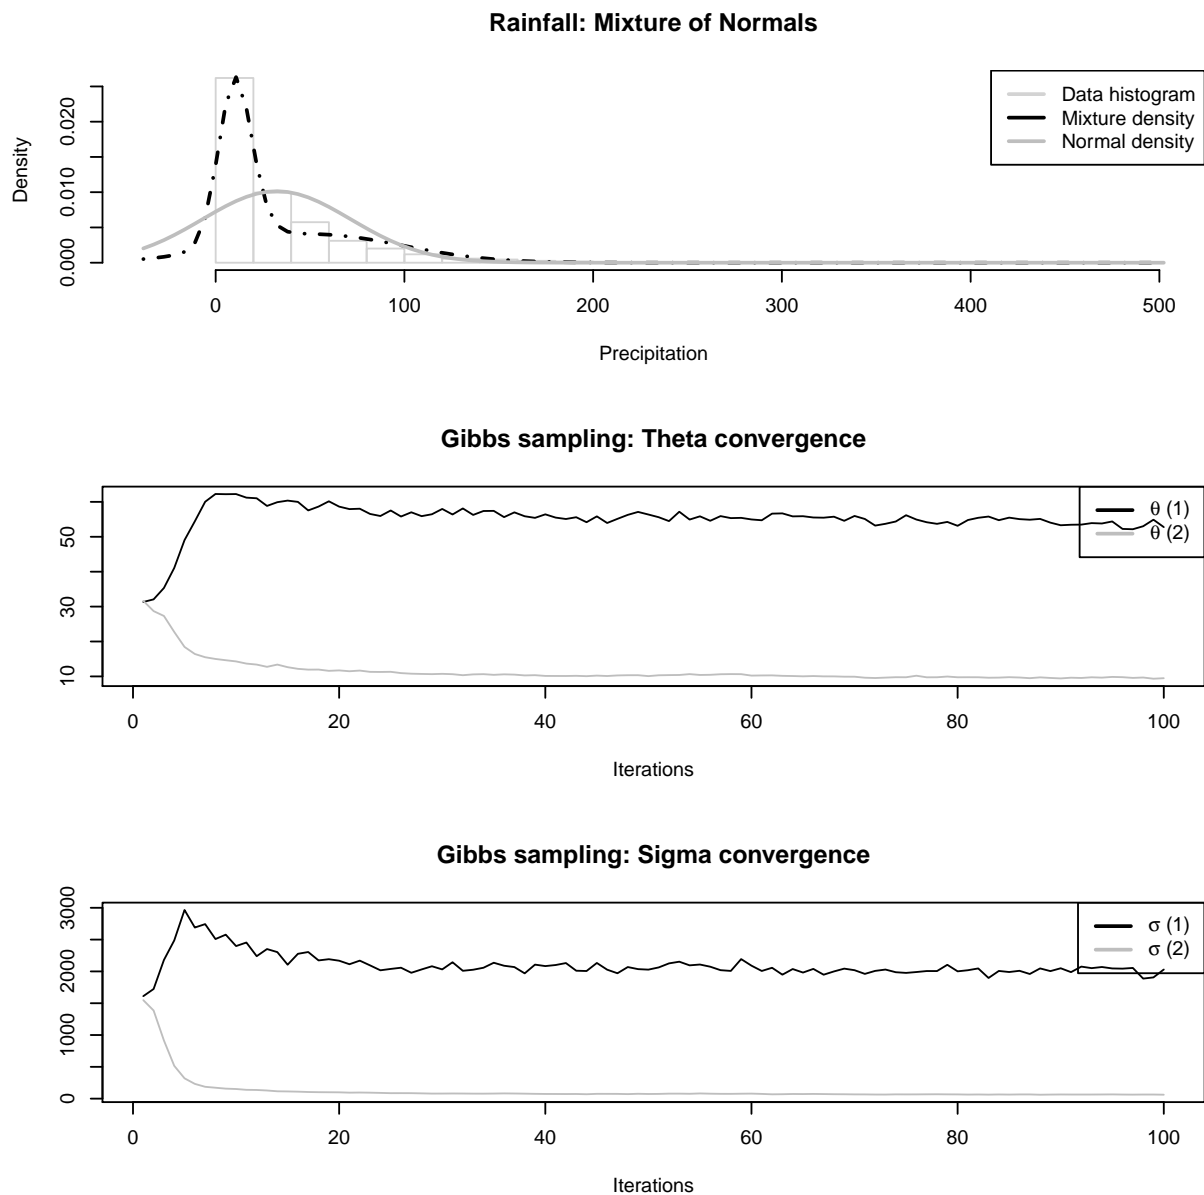 Rainfall: Mixture of Normals
Density
0.000 0.010 0.020
Data histogram
Mixture density
Normal density
0 100 200 300 400 500
Precipitation
Gibbs sampling: Theta convergence
10 30 50
θ (1)
θ (2)
0 20 40 60 80 100
Iterations
Gibbs sampling: Sigma convergence
0 1000 2000 3000
σ (1)
σ (2)
0 20 40 60 80 100
Iterations